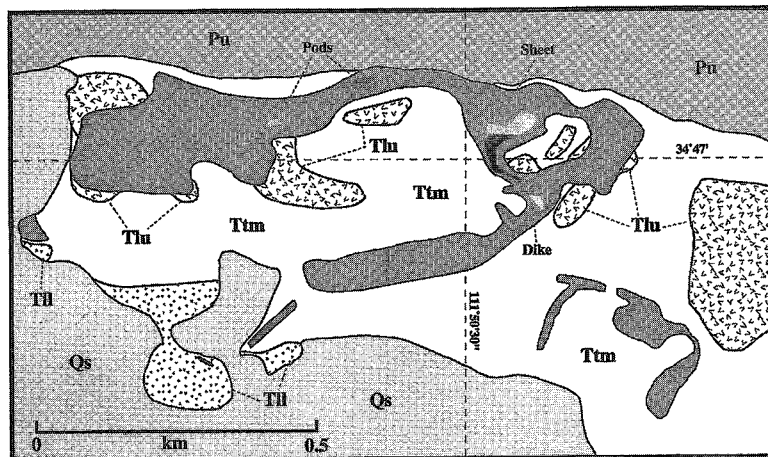 Pu
Pods
Sheet
Pu
Tlu
34°47'
Ttm
Ttm
Tlu
Tlu
Dike
Tll
111°50'30"
Ttm
Qs
Tll
Qs
0 km 0.5